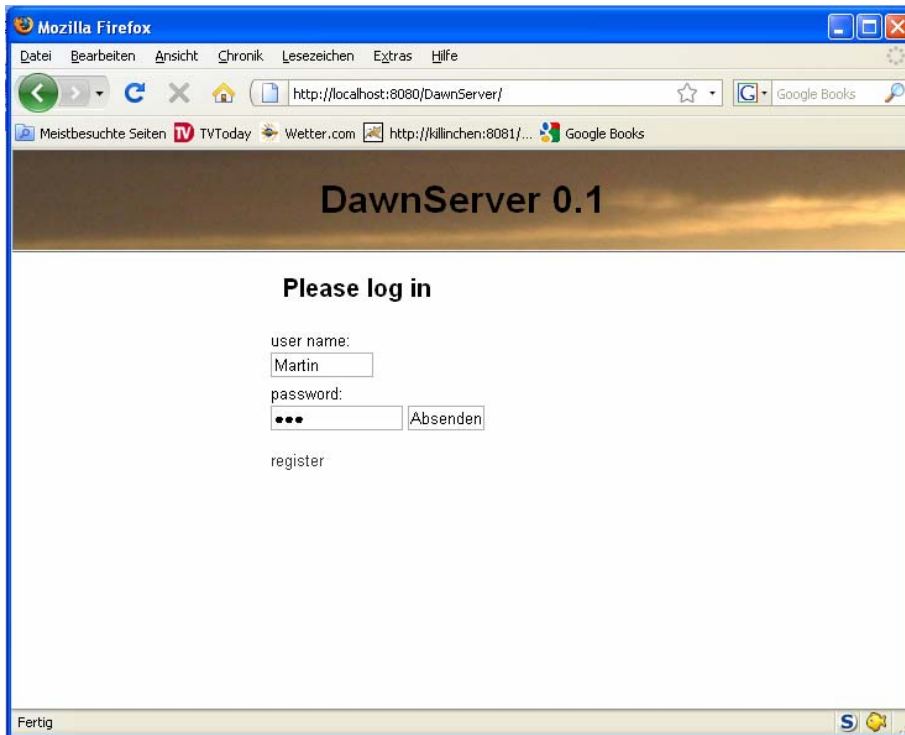 Mozilla Firefox
Datei Bearbeiten Ansicht Chronik Lesezeichen Extras Hilfe
http://localhost:8080/DawnServer/
G Google Books
Meistbesuchte Seiten TV TVToday Wetter.com http://killinchen:8081/... Google Books
DawnServer 0.1
Please log in
user name:
Martin
password:
●●● Absenden
register
Fertig S